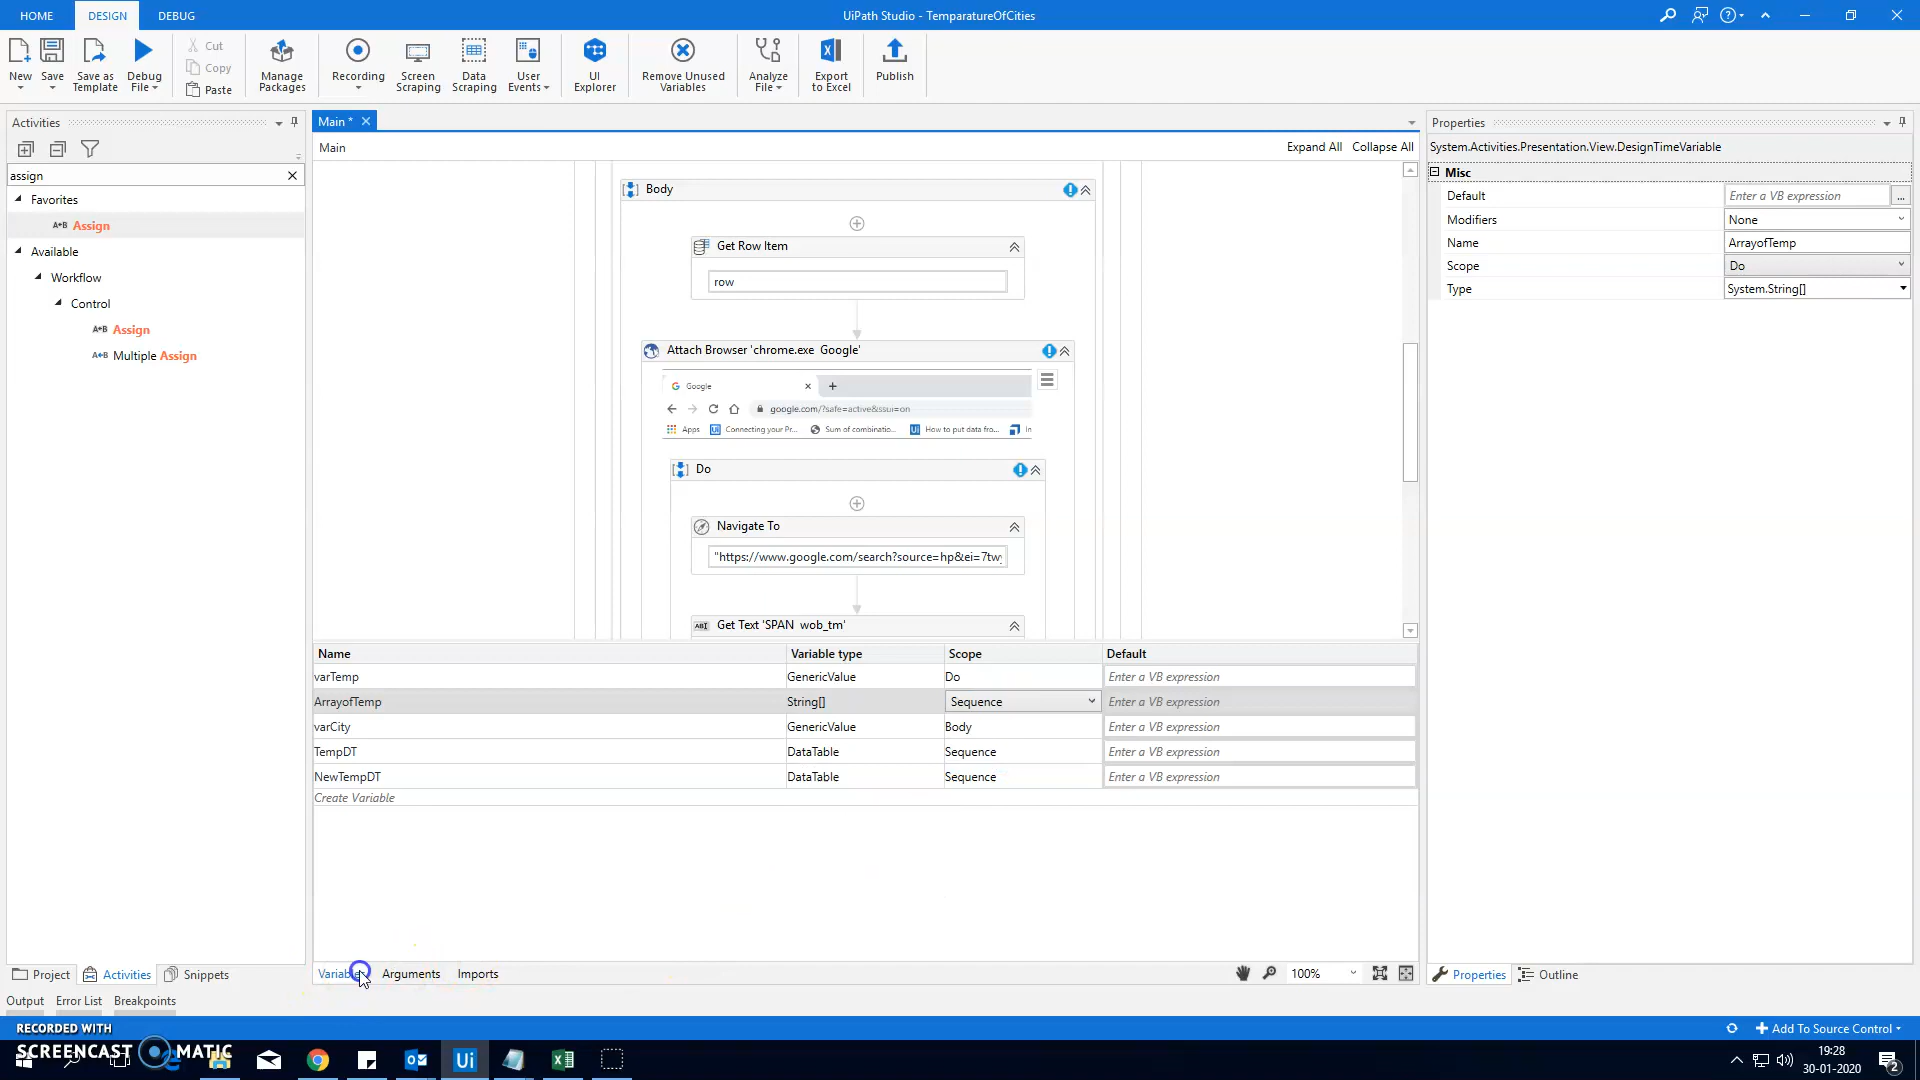 HOME DESIGN DEBUG
UiPath Studio - TemparatureOfCities
New Save Save as Template Debug File Cut Copy Paste Manage Packages Recording Screen Scraping Data Scraping User Events UI Explorer Remove Unused Variables Analyze File Export to Excel Publish
Activities
assign
Favorites
A+B Assign
Available
Workflow
Control
A+B Assign
A+B Multiple Assign
Main *
Main Expand All Collapse All
Body
Get Row Item
row
Attach Browser 'chrome.exe Google'
Google
google.com/?safe=active&ssui=on
Apps Connecting your Pr... Sum of combinatio... How to put data fro... In
Do
Navigate To
"https://www.google.com/search?source=hp&ei=7tw
Get Text 'SPAN wob_tm'
Name Variable type Scope Default
varTemp GenericValue Do Enter a VB expression
ArrayofTemp String[] Sequence Enter a VB expression
varCity GenericValue Body Enter a VB expression
TempDT DataTable Sequence Enter a VB expression
NewTempDT DataTable Sequence Enter a VB expression
Create Variable
Arguments Imports 100%
Properties
System.Activities.Presentation.View.DesignTimeVariable
Misc
Default Enter a VB expression ...
Modifiers None
Name ArrayofTemp
Scope Do
Type System.String[]
Project Activities Snippets
Properties Outline
Output Error List Breakpoints
Add To Source Control
RECORDED WITH
SCREENCAST MATIC
Ui
19:28
30-01-2020
2